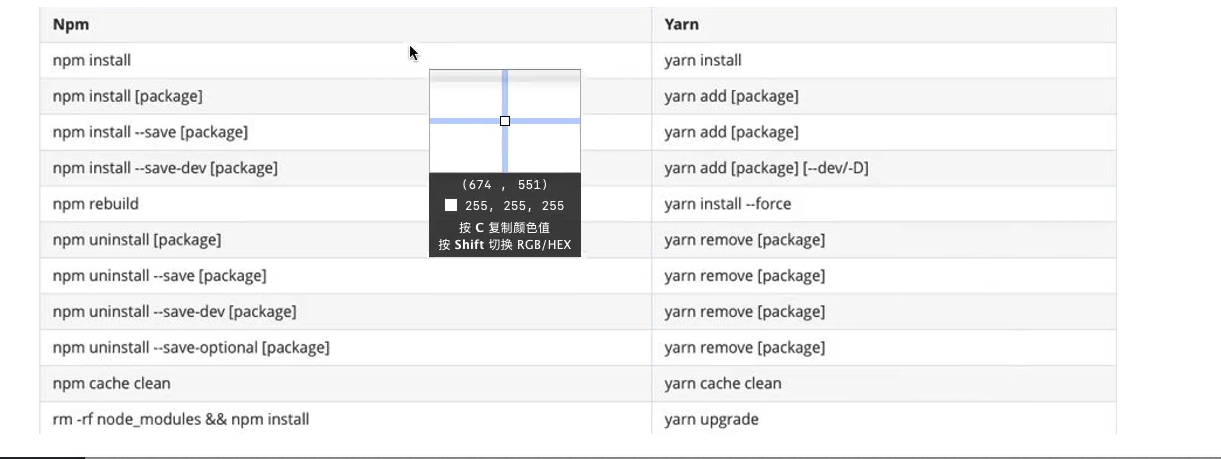 Npm Yarn
npm install yarn install
npm install [package] yarn add [package]
npm install --save [package] yarn add [package]
npm install --save-dev [package] yarn add [package] [--dev/-D]
npm rebuild yarn install --force
npm uninstall [package] yarn remove [package]
npm uninstall --save [package] yarn remove [package]
npm uninstall --save-dev [package] yarn remove [package]
npm uninstall --save-optional [package] yarn remove [package]
npm cache clean yarn cache clean
rm -rf node_modules && npm install yarn upgrade
(674 , 551)
255, 255, 255
按 C 复制颜色值
按 Shift 切换 RGB/HEX